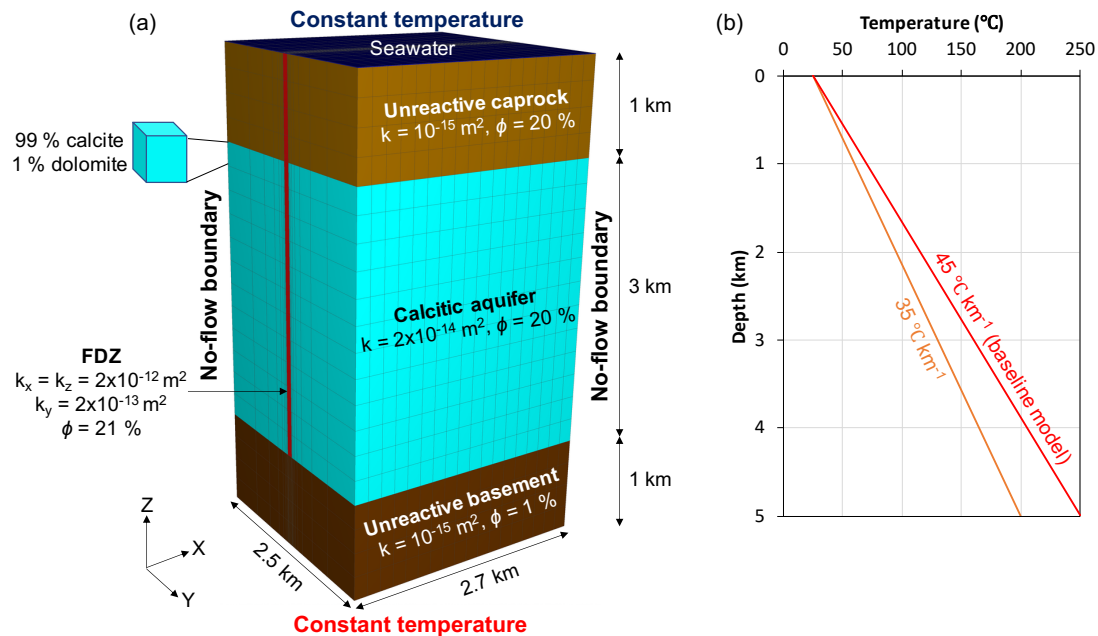 (a)
Constant temperature
Seawater
Unreactive caprock
k = 10⁻¹⁵ m², ϕ = 20 %
1 km
99 % calcite
1 % dolomite
No-flow boundary
Calcitic aquifer
k = 2x10⁻¹⁴ m², ϕ = 20 %
No-flow boundary
3 km
FDZ
kₓ = k_z = 2x10⁻¹² m²
k_y = 2x10⁻¹³ m²
ϕ = 21 %
Unreactive basement
k = 10⁻¹⁵ m², ϕ = 1 %
1 km
Z
X
Y
2.5 km
2.7 km
Constant temperature
(b)
Temperature (℃)
0 50 100 150 200 250
Depth (km)
0
1
2
3
4
5
35 ℃ km⁻¹
45 ℃ km⁻¹ (baseline model)